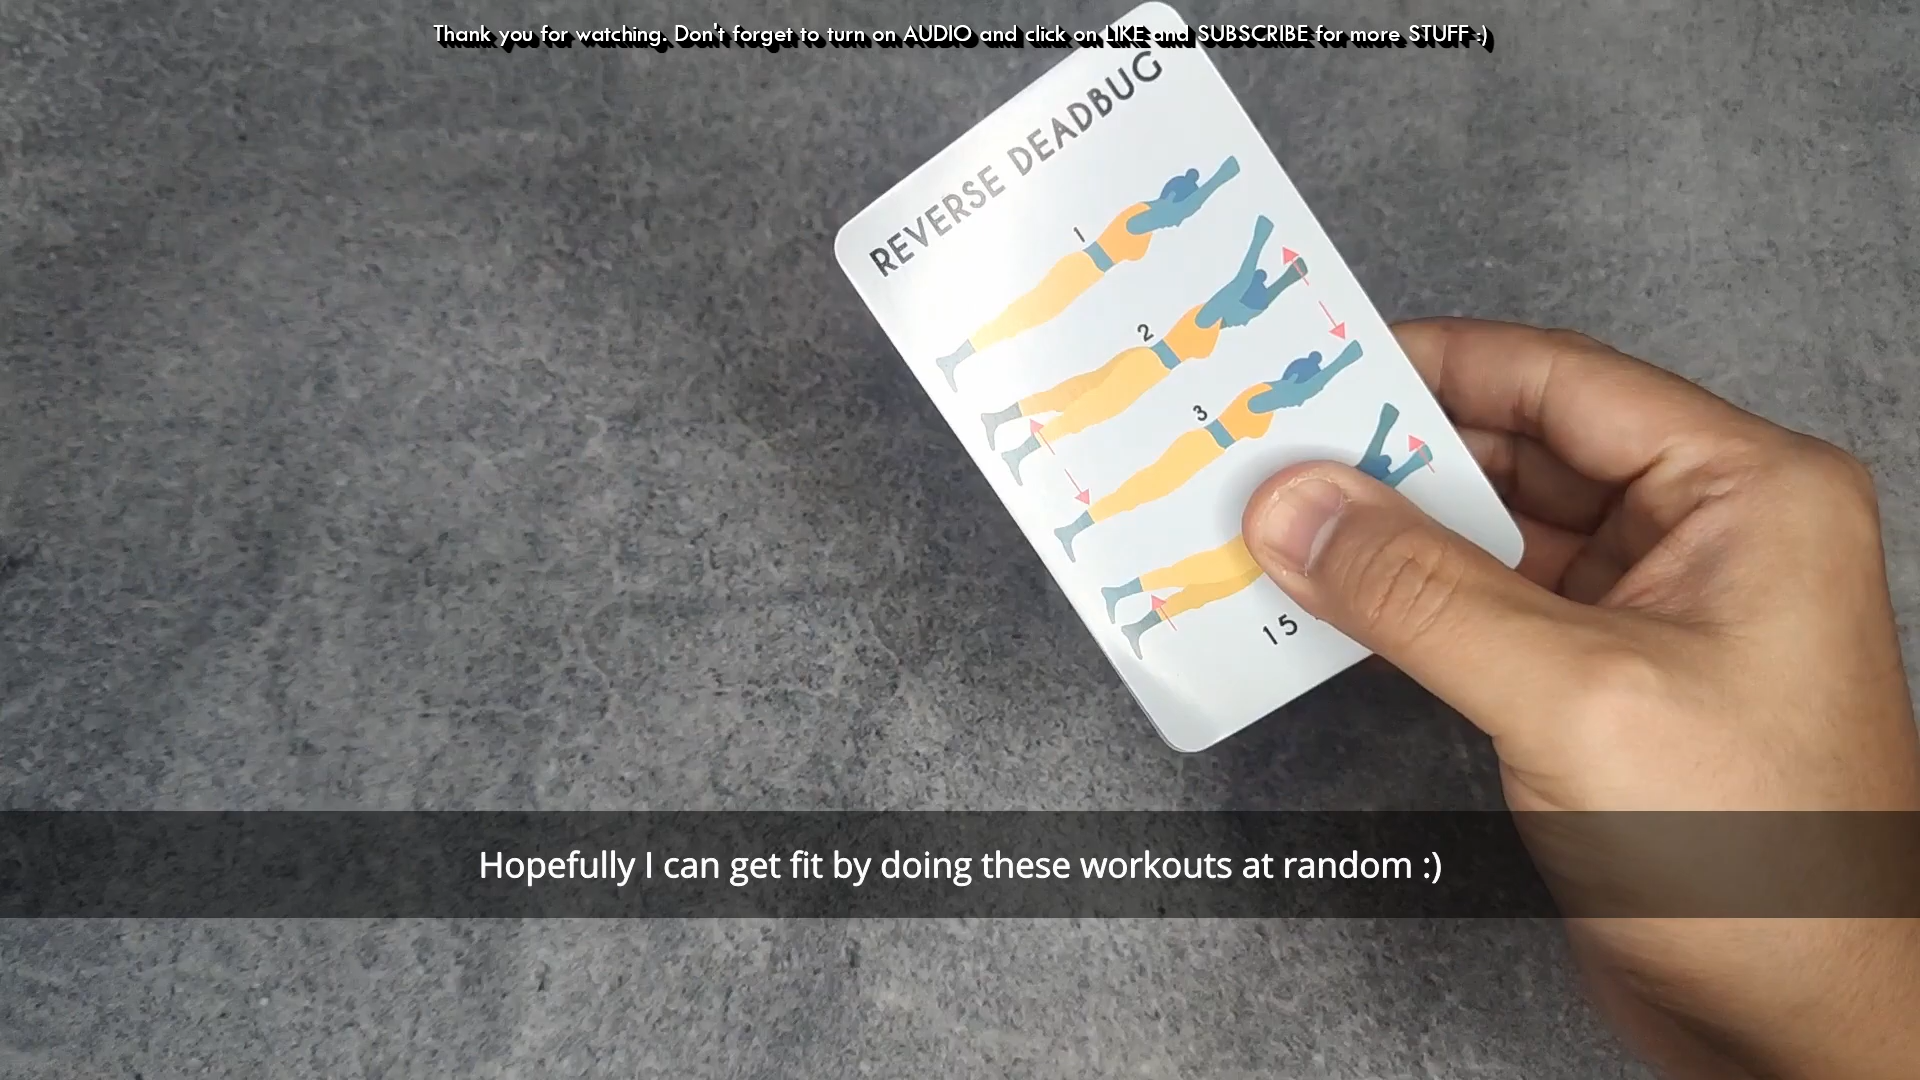 Thank you for watching. Don't forget to turn on AUDIO and click on LIKE and SUBSCRIBE for more STUFF :)
REVERSE DEADBUG
1
2
3
15
Hopefully I can get fit by doing these workouts at random :)